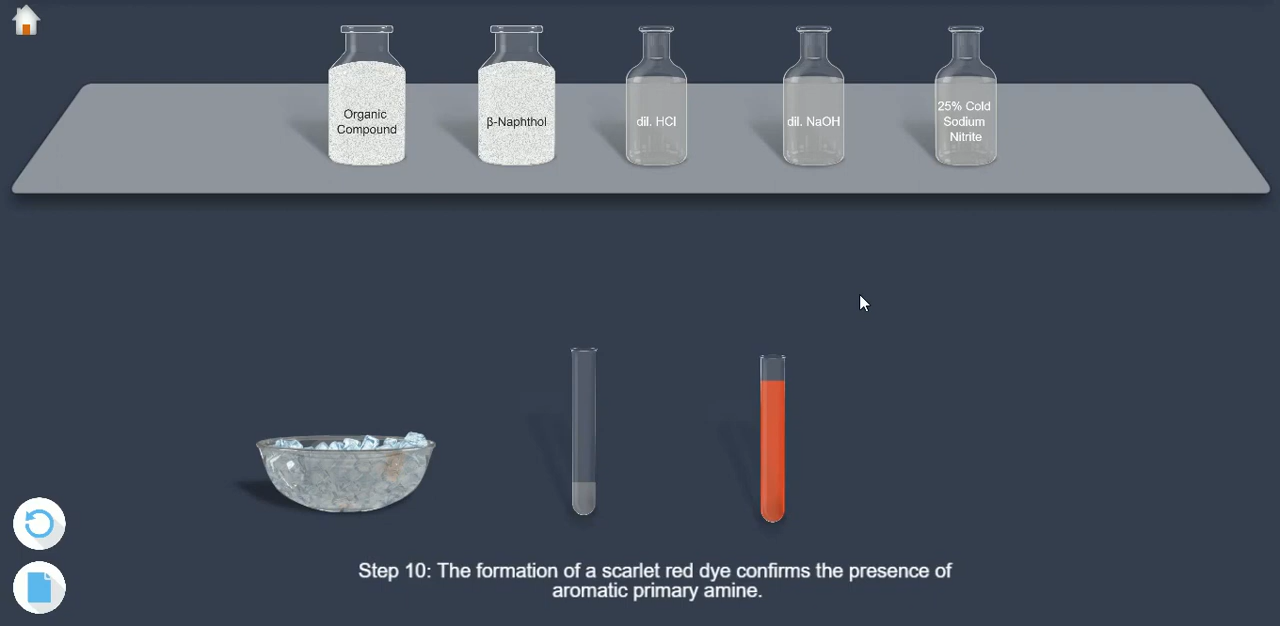 Organic
Compound
β-Naphthol
dil. HCl
dil. NaOH
25% Cold
Sodium
Nitrite
Step 10: The formation of a scarlet red dye confirms the presence of
aromatic primary amine.